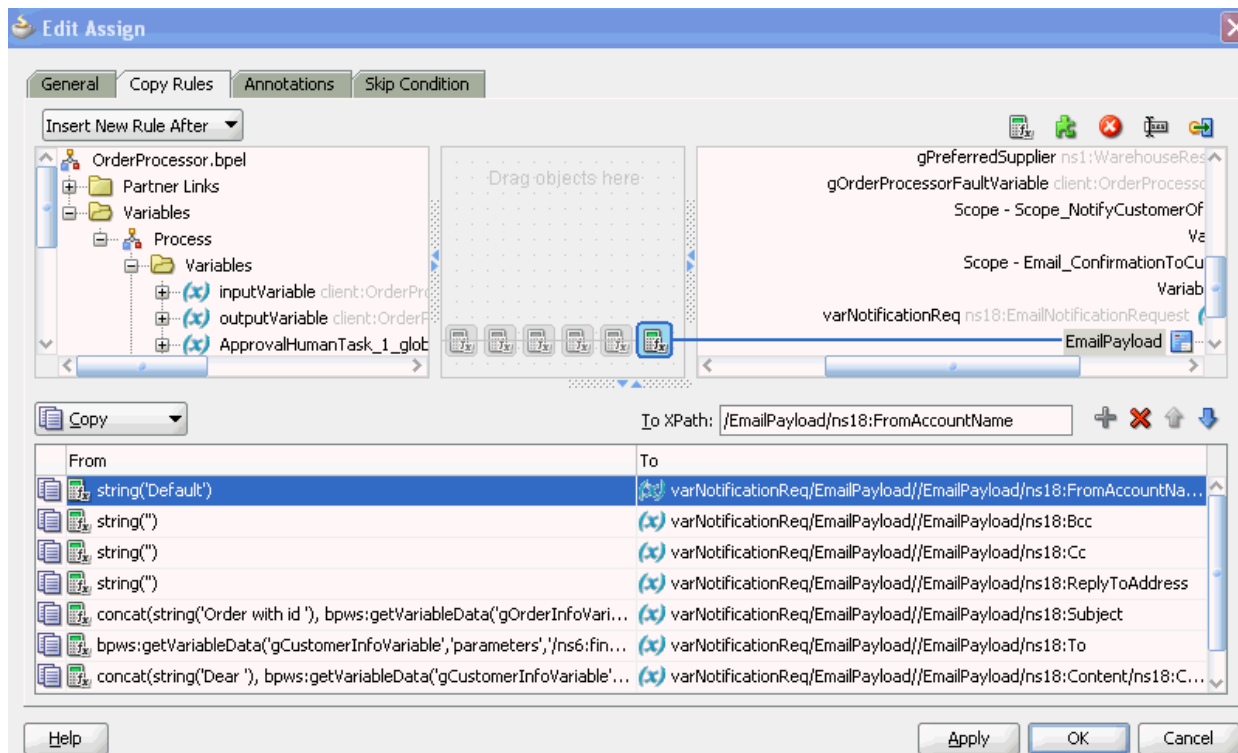 Edit Assign
General Copy Rules Annotations Skip Condition
Insert New Rule After
OrderProcessor.bpel
Partner Links
Variables
Process
Variables
inputVariable client:OrderPro
outputVariable client:OrderP
ApprovalHumanTask_1_glob
Drag objects here
gPreferredSupplier ns1:WarehouseRes
gOrderProcessorFaultVariable client:OrderProcesso
Scope - Scope_NotifyCustomerOf
Va
Scope - Email_ConfirmationToCu
Variab
varNotificationReq ns18:EmailNotificationRequest
EmailPayload
Copy To XPath: /EmailPayload/ns18:FromAccountName
From To
string('Default') varNotificationReq/EmailPayload//EmailPayload/ns18:FromAccountNa...
string('') varNotificationReq/EmailPayload//EmailPayload/ns18:Bcc
string('') varNotificationReq/EmailPayload//EmailPayload/ns18:Cc
string('') varNotificationReq/EmailPayload//EmailPayload/ns18:ReplyToAddress
concat(string('Order with id '), bpws:getVariableData('gOrderInfoVari... varNotificationReq/EmailPayload//EmailPayload/ns18:Subject
bpws:getVariableData('gCustomerInfoVariable','parameters','/ns6:fin... varNotificationReq/EmailPayload//EmailPayload/ns18:To
concat(string('Dear '), bpws:getVariableData('gCustomerInfoVariable'... varNotificationReq/EmailPayload//EmailPayload/ns18:Content/ns18:C...
Help Apply OK Cancel